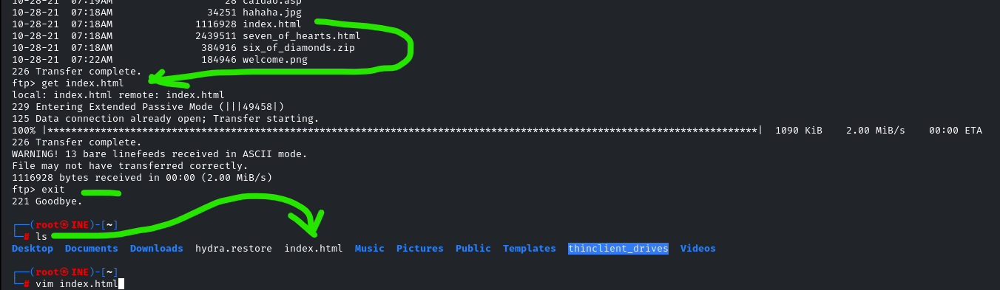 10-28-21  07:19AM                   28 caidao.asp
10-28-21  07:18AM                34251 hahaha.jpg
10-28-21  07:18AM              1116928 index.html
10-28-21  07:18AM              2439511 seven_of_hearts.html
10-28-21  07:18AM               384916 six_of_diamonds.zip
10-28-21  07:22AM               184946 welcome.png
226 Transfer complete.
ftp> get index.html
local: index.html remote: index.html
229 Entering Extended Passive Mode (|||49458|)
125 Data connection already open; Transfer starting.
100% |************************************************************************************************************************| 1090 KiB    2.00 MiB/s    00:00 ETA
226 Transfer complete.
WARNING! 13 bare linefeeds received in ASCII mode.
File may not have transferred correctly.
1116928 bytes received in 00:00 (2.00 MiB/s)
ftp> exit
221 Goodbye.
┌──(root㉿INE)-[~]
└─# ls
Desktop  Documents  Downloads  hydra.restore  index.html  Music  Pictures  Public  Templates  thinclient_drives  Videos
┌──(root㉿INE)-[~]
└─# vim index.html